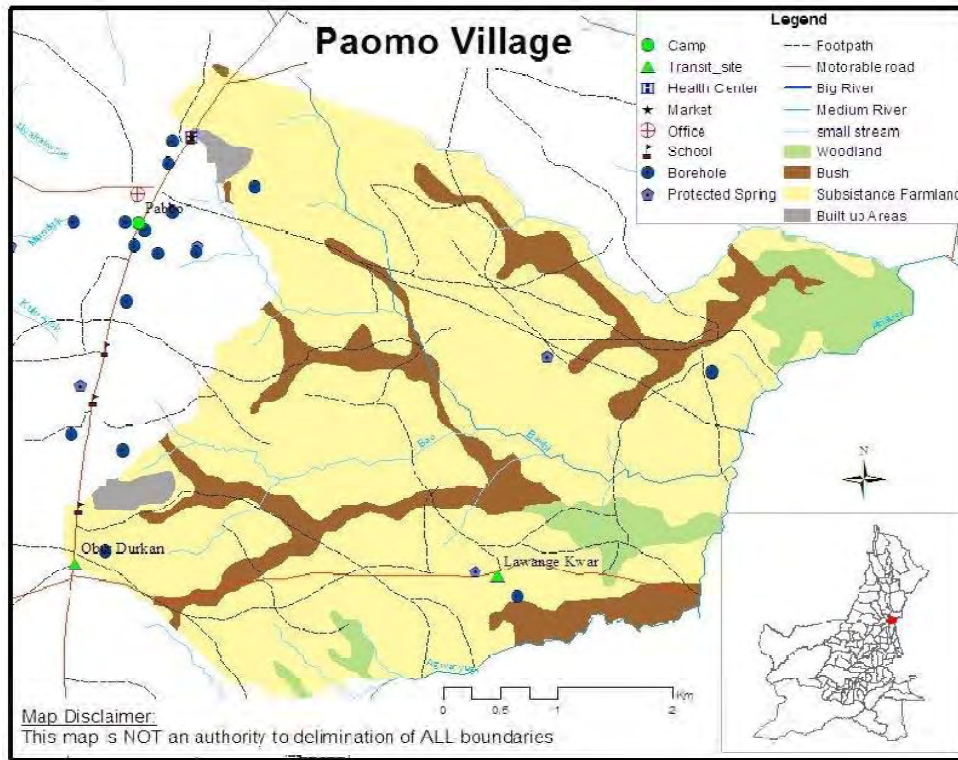 Paomo Village
Legend
Camp
Transit_site
Health Center
Market
Office
School
Borehole
Protected Spring
Footpath
Motorable road
Big River
Medium River
small stream
Woodland
Bush
Subsistance Farmland
Built up Areas
Pabbo
Bao
Lawange Kwar
Durkan
N
0 0.5 1 2
Km
Map Disclaimer:
This map is NOT an authority to delimination of ALL boundaries